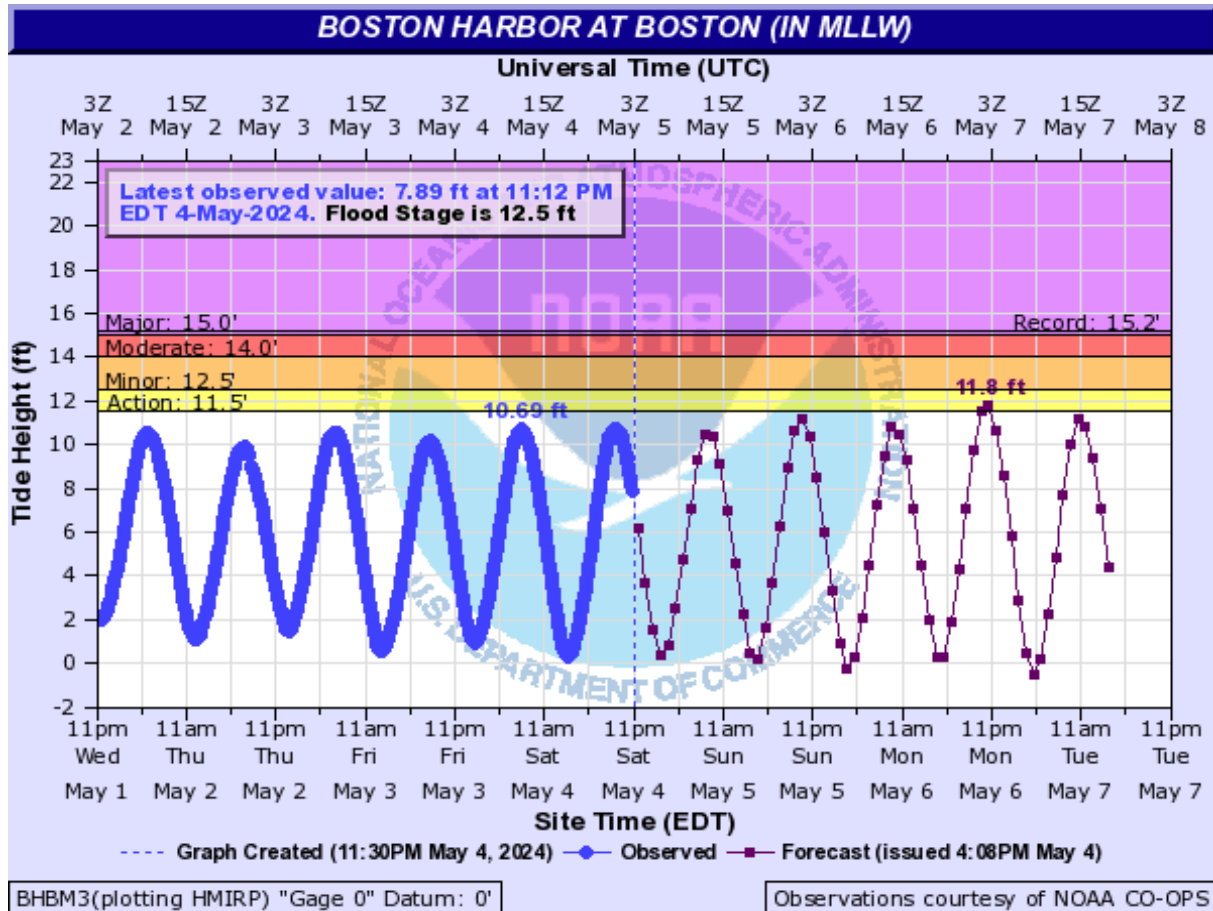 BOSTON HARBOR AT BOSTON (IN MLLW)
Universal Time (UTC)
3Z 15Z 3Z 15Z 3Z 15Z 3Z 15Z 3Z 15Z 3Z 15Z 3Z
May 2 May 2 May 3 May 3 May 4 May 4 May 5 May 5 May 6 May 6 May 7 May 7 May 8
Latest observed value: 7.89 ft at 11:12 PM
EDT 4-May-2024. Flood Stage is 12.5 ft
23
22
20
18
16
14
12
10
8
6
4
2
0
-2
Tide Height (ft)
Major: 15.0'
Record: 15.2'
Moderate: 14.0'
Minor: 12.5'
Action: 11.5'
10.69 ft
11.8 ft
NATIONAL OCEANIC AND ATMOSPHERIC ADMINISTRATION
NOAA
U.S. DEPARTMENT OF COMMERCE
11pm 11am 11pm 11am 11pm 11am 11pm 11am 11pm 11am 11pm 11am 11pm
Wed Thu Thu Fri Fri Sat Sat Sun Sun Mon Mon Tue Tue
May 1 May 2 May 2 May 3 May 3 May 4 May 4 May 5 May 5 May 6 May 6 May 7 May 7
Site Time (EDT)
Graph Created (11:30PM May 4, 2024) Observed Forecast (issued 4:08PM May 4)
BHBM3(plotting HMIRP) "Gage 0" Datum: 0'
Observations courtesy of NOAA CO-OPS